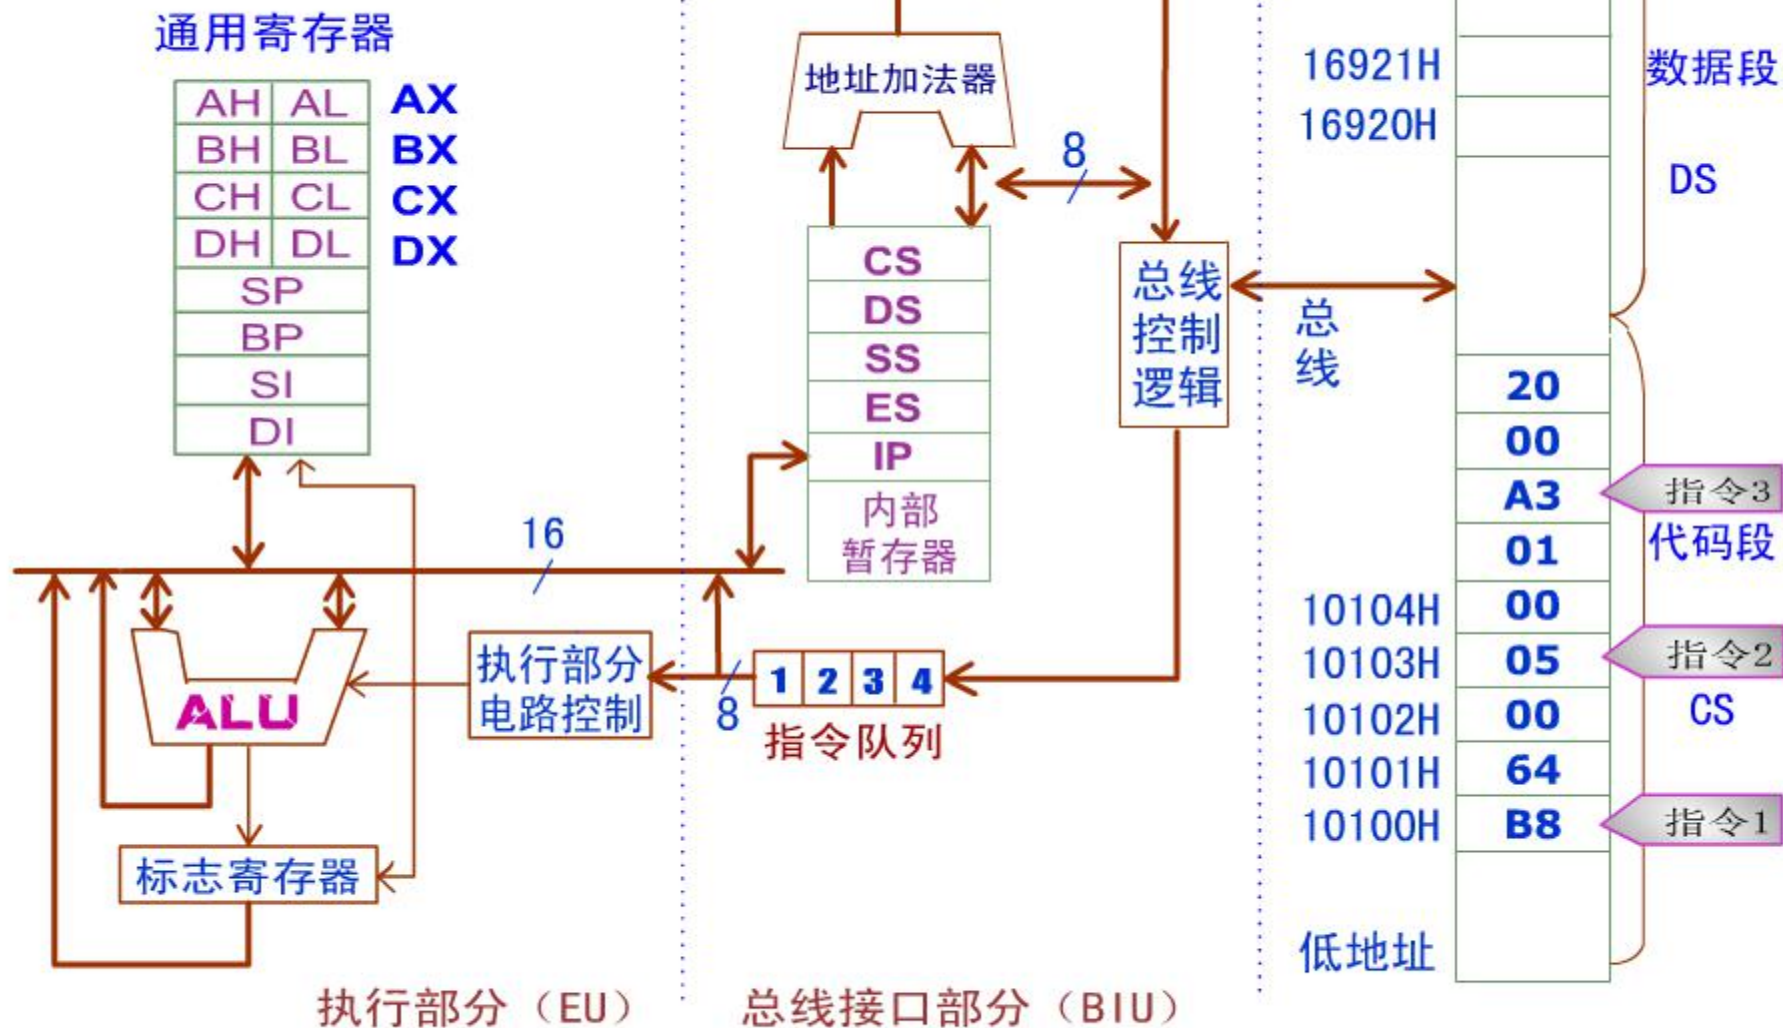 通用寄存器
AH AL AX
BH BL BX
CH CL CX
DH DL DX
SP
BP
SI
DI
16
ALU
执行部分
电路控制
标志寄存器
执行部分（EU）
地址加法器
8
CS
DS
SS
ES
IP
内部
暂存器
总线
控制
逻辑
8
1 2 3 4
指令队列
总线接口部分（BIU）
总
线
16921H
16920H
数据段
DS
20
00
A3 指令3
01 代码段
10104H 00
10103H 05 指令2
10102H 00 CS
10101H 64
10100H B8 指令1
低地址